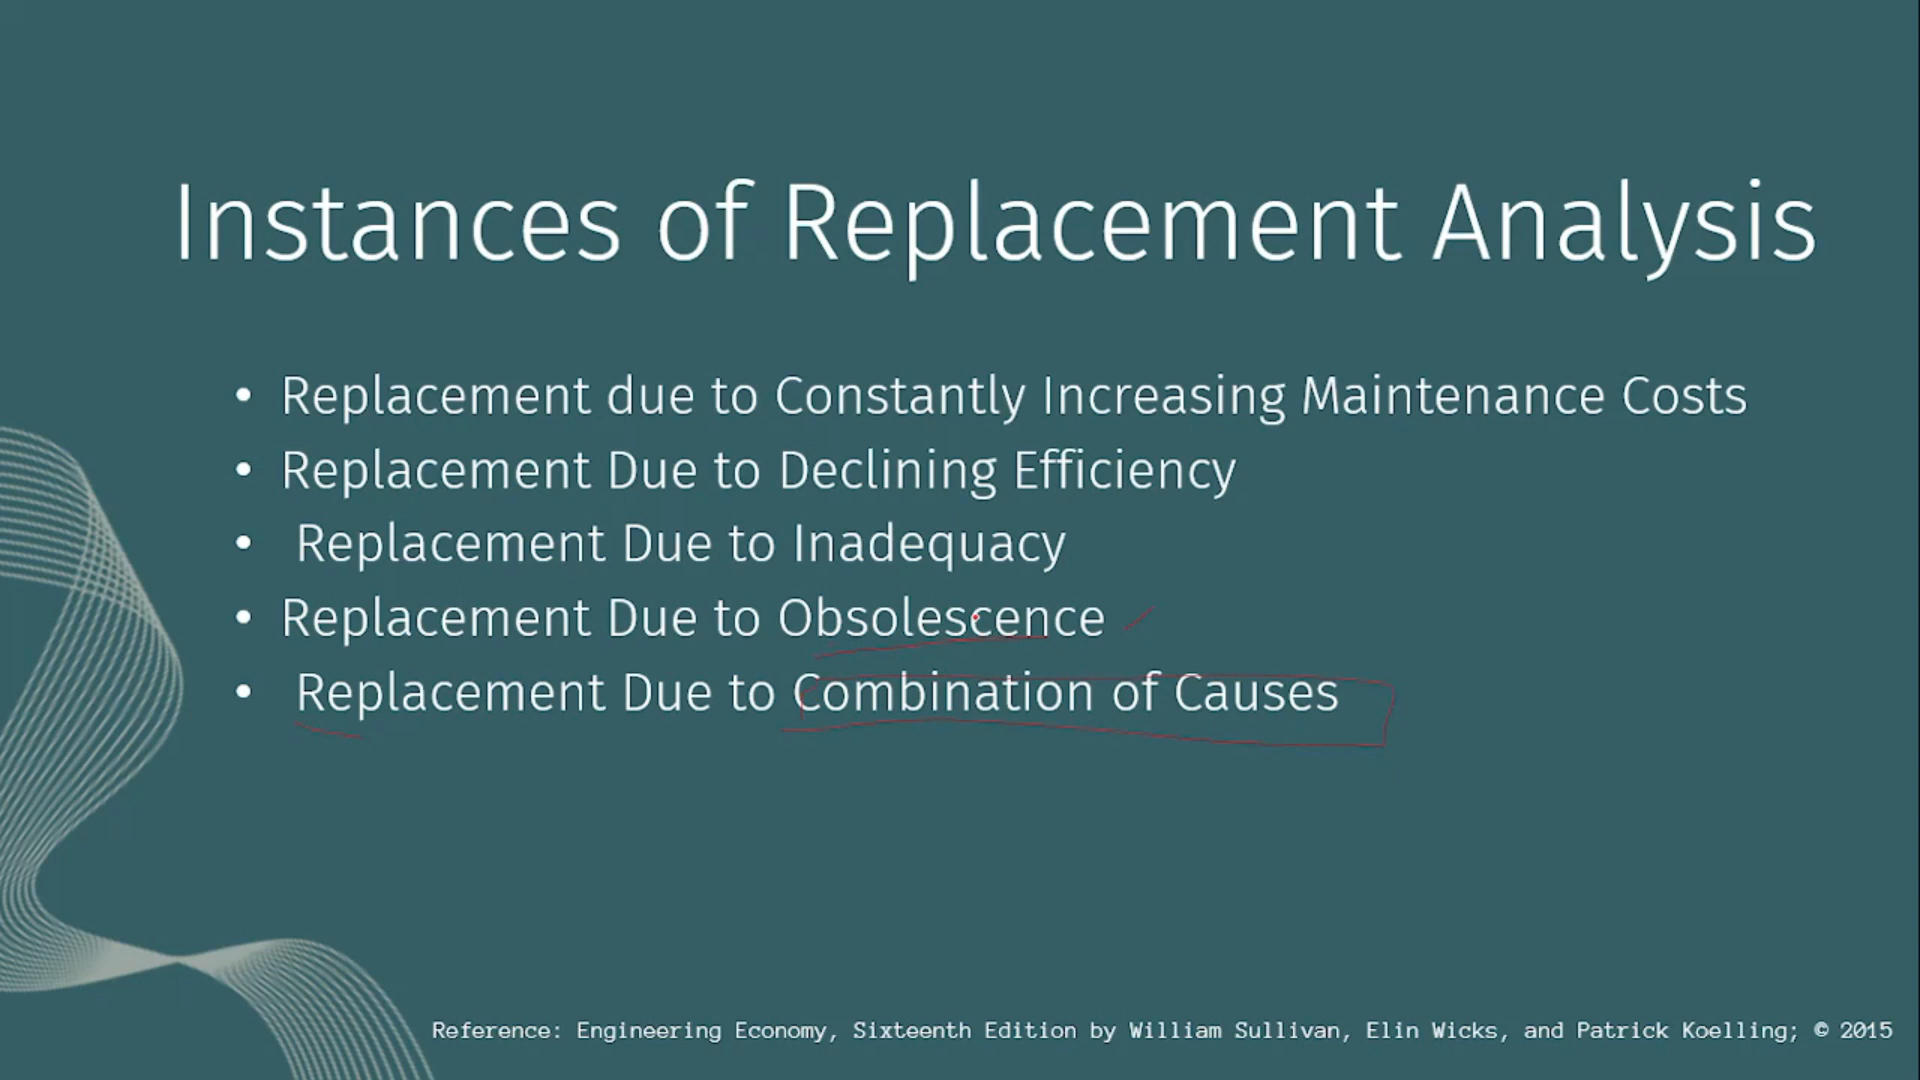 Instances of Replacement Analysis
• Replacement due to Constantly Increasing Maintenance Costs
• Replacement Due to Declining Efficiency
• Replacement Due to Inadequacy
• Replacement Due to Obsolescence
• Replacement Due to Combination of Causes
Reference: Engineering Economy, Sixteenth Edition by William Sullivan, Elin Wicks, and Patrick Koelling; © 2015